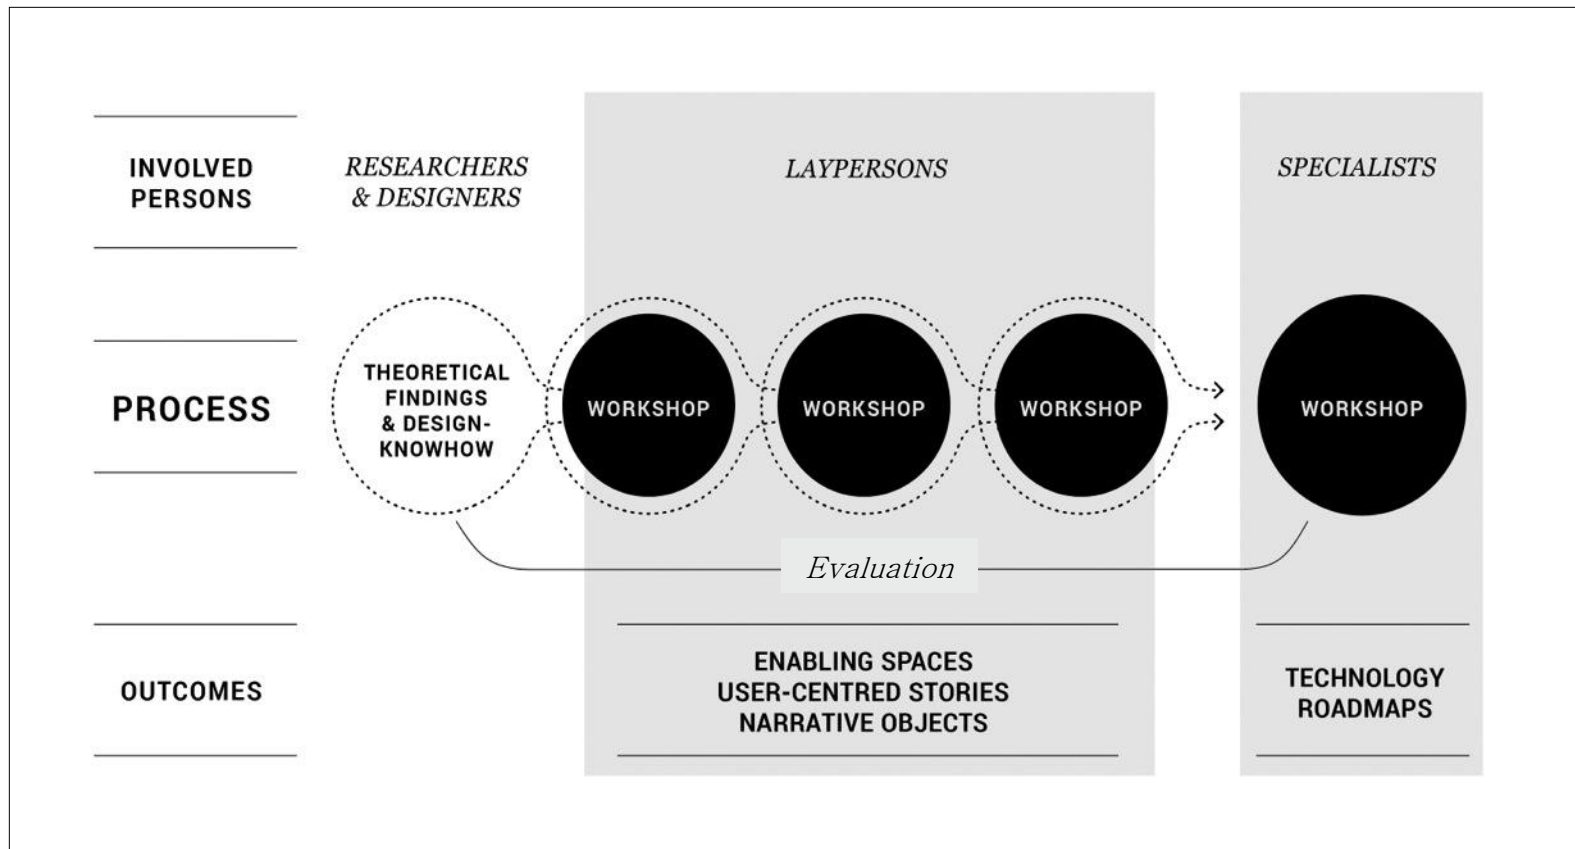 INVOLVED
PERSONS
RESEARCHERS
& DESIGNERS
LAYPERSONS
SPECIALISTS
PROCESS
THEORETICAL
FINDINGS
& DESIGN-
KNOWHOW
WORKSHOP
WORKSHOP
WORKSHOP
WORKSHOP
Evaluation
OUTCOMES
ENABLING SPACES
USER-CENTRED STORIES
NARRATIVE OBJECTS
TECHNOLOGY
ROADMAPS